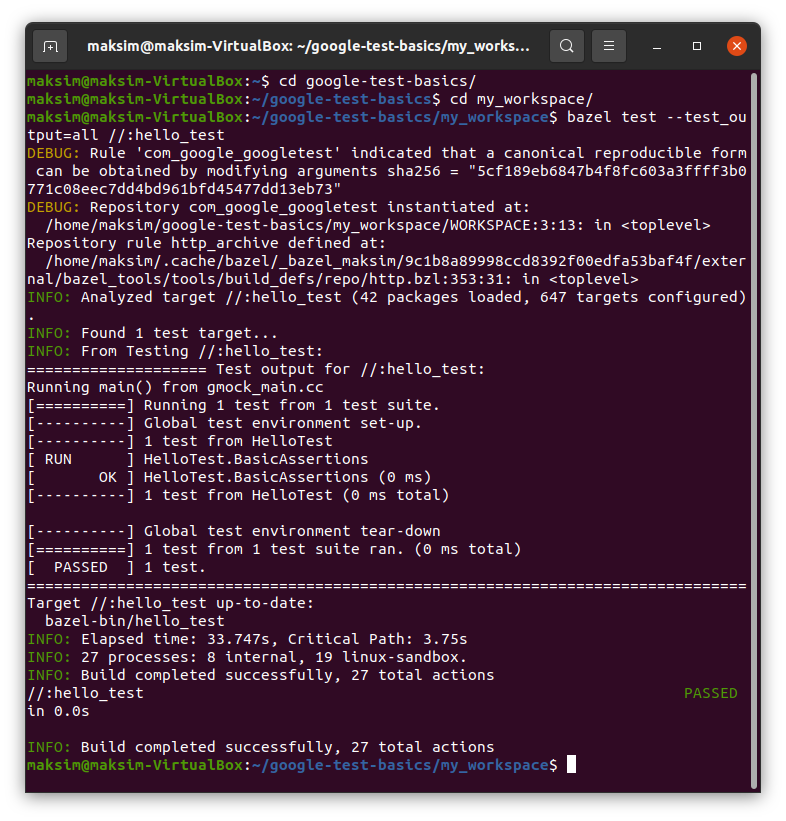 maksim@maksim-VirtualBox: ~/google-test-basics/my_works...
maksim@maksim-VirtualBox:~$ cd google-test-basics/
maksim@maksim-VirtualBox:~/google-test-basics$ cd my_workspace/
maksim@maksim-VirtualBox:~/google-test-basics/my_workspace$ bazel test --test_ou
tput=all //:hello_test
DEBUG: Rule 'com_google_googletest' indicated that a canonical reproducible form
 can be obtained by modifying arguments sha256 = "5cf189eb6847b4f8fc603a3ffff3b0
771c08eec7dd4bd961bfd45477dd13eb73"
DEBUG: Repository com_google_googletest instantiated at:
  /home/maksim/google-test-basics/my_workspace/WORKSPACE:3:13: in <toplevel>
Repository rule http_archive defined at:
  /home/maksim/.cache/bazel/_bazel_maksim/9c1b8a89998ccd8392f00edfa53baf4f/exter
nal/bazel_tools/tools/build_defs/repo/http.bzl:353:31: in <toplevel>
INFO: Analyzed target //:hello_test (42 packages loaded, 647 targets configured)
.
INFO: Found 1 test target...
INFO: From Testing //:hello_test:
==================== Test output for //:hello_test:
Running main() from gmock_main.cc
[==========] Running 1 test from 1 test suite.
[----------] Global test environment set-up.
[----------] 1 test from HelloTest
[ RUN      ] HelloTest.BasicAssertions
[       OK ] HelloTest.BasicAssertions (0 ms)
[----------] 1 test from HelloTest (0 ms total)

[----------] Global test environment tear-down
[==========] 1 test from 1 test suite ran. (0 ms total)
[  PASSED  ] 1 test.
================================================================================
Target //:hello_test up-to-date:
  bazel-bin/hello_test
INFO: Elapsed time: 33.747s, Critical Path: 3.75s
INFO: 27 processes: 8 internal, 19 linux-sandbox.
INFO: Build completed successfully, 27 total actions
//:hello_test                                                            PASSED
in 0.0s

INFO: Build completed successfully, 27 total actions
maksim@maksim-VirtualBox:~/google-test-basics/my_workspace$